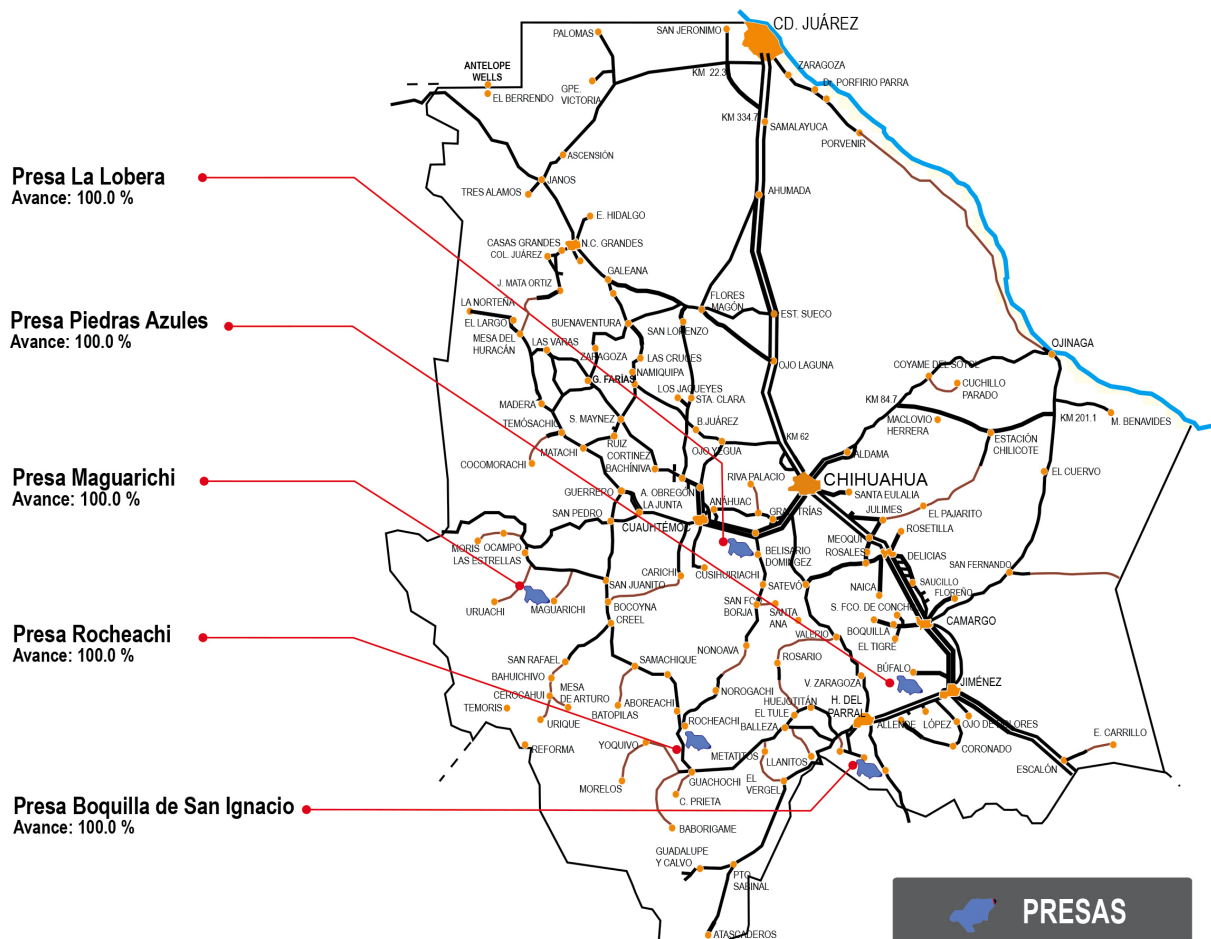 Presa La Lobera
Avance: 100.0 %
Presa Piedras Azules
Avance: 100.0 %
Presa Maguarichi
Avance: 100.0 %
Presa Rocheachi
Avance: 100.0 %
Presa Boquilla de San Ignacio
Avance: 100.0 %
CD. JUÁREZ
PALOMAS
SAN JERONIMO
ZARAGOZA
ANTELOPE
WELLS
EL BERRENDO
GPE.
VICTORIA
KM 22.3
Dr. PORFIRIO PARRA
KM 334.7
SAMALAYUCA
PORVENIR
ASCENSIÓN
JANOS
TRES ALAMOS
AHUMADA
E. HIDALGO
CASAS GRANDES
N.C. GRANDES
COL. JUÁREZ
GALEANA
J. MATA ORTIZ
LA NORTEÑA
FLORES
MAGÓN
EST. SUECO
EL LARGO
BUENAVENTURA
SAN LORENZO
MESA DEL
HURACÁN
LAS VARAS
ZARAGOZA
LAS CRUCES
OJO LAGUNA
OJINAGA
COYAME DEL SOTOL
NAMIQUIPA
G. FARÍAS
CUCHILLO
PARADO
LOS JAGUEYES
STA. CLARA
MADERA
KM 84.7
KM 201.1
M. BENAVIDES
S. MAYNEZ
B.JUÁREZ
MACLOVIO
HERRERA
TEMÓSACHIC
KM 62
ESTACIÓN
CHILICOTE
MATACHI
RUIZ
CORTINEZ
OJO YEGUA
ALDAMA
COCOMORACHI
BACHÍNIVA
RIVA PALACIO
CHIHUAHUA
EL CUERVO
GUERRERO
A. OBREGÓN
LA JUNTA
ANÁHUAC
SANTA EULALIA
SAN PEDRO
CUAUHTÉMOC
GRAL. TRÍAS
JULIMES
EL PAJARITO
ROSETILLA
MORIS
OCAMPO
LAS ESTRELLAS
BELISARIO
DOMINGEZ
MEOQUI
ROSALES
DELICIAS
CUSIHUIRIACHI
CARICHI
SAN FERNANDO
URUACHI
MAGUARICHI
SAN JUANITO
SATEVÓ
NAICA
SAUCILLO
FLOREÑO
BOCOYNA
SAN FCO.
BORJA
SANTA
ANA
S. FCO. DE CONCHOS
CREEL
VALERIO
BOQUILLA
CAMARGO
EL TIGRE
NONOAVA
SAN RAFAEL
SAMACHIQUE
ROSARIO
BÚFALO
BAHUICHIVO
V. ZARAGOZA
JIMÉNEZ
CEROCAHUI
MESA
DE ARTURO
NOROGACHI
HUEJOTITÁN
H. DEL
PARRAL
TEMORIS
BATOPILAS
ABOREACHI
EL TULE
URIQUE
ROCHEACHI
BALLEZA
ALLENDE
LÓPEZ
OJO DE DOLORES
E. CARRILLO
REFORMA
YOQUIVO
METATITOS
LLANITOS
CORONADO
ESCALÓN
MORELOS
GUACHOCHI
EL
VERGEL
C. PRIETA
BABORIGAME
GUADALUPE
Y CALVO
PTO
SABINAL
ATASCADEROS
PRESAS